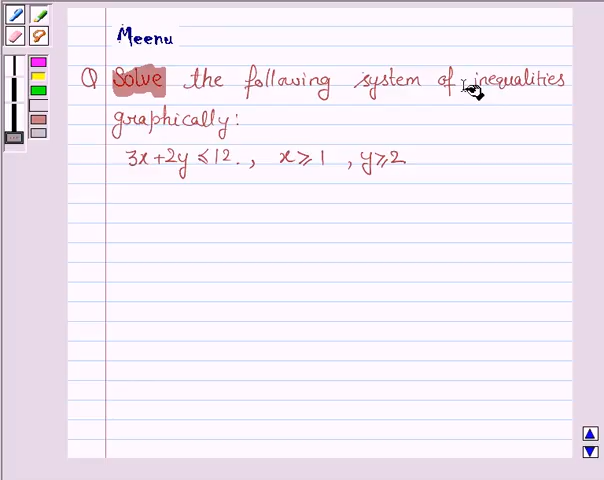 Meenu
Q Solve the following system of inequalities
graphically:
3x+2y ⩽ 12. , x ⩾ 1 , y ⩾ 2